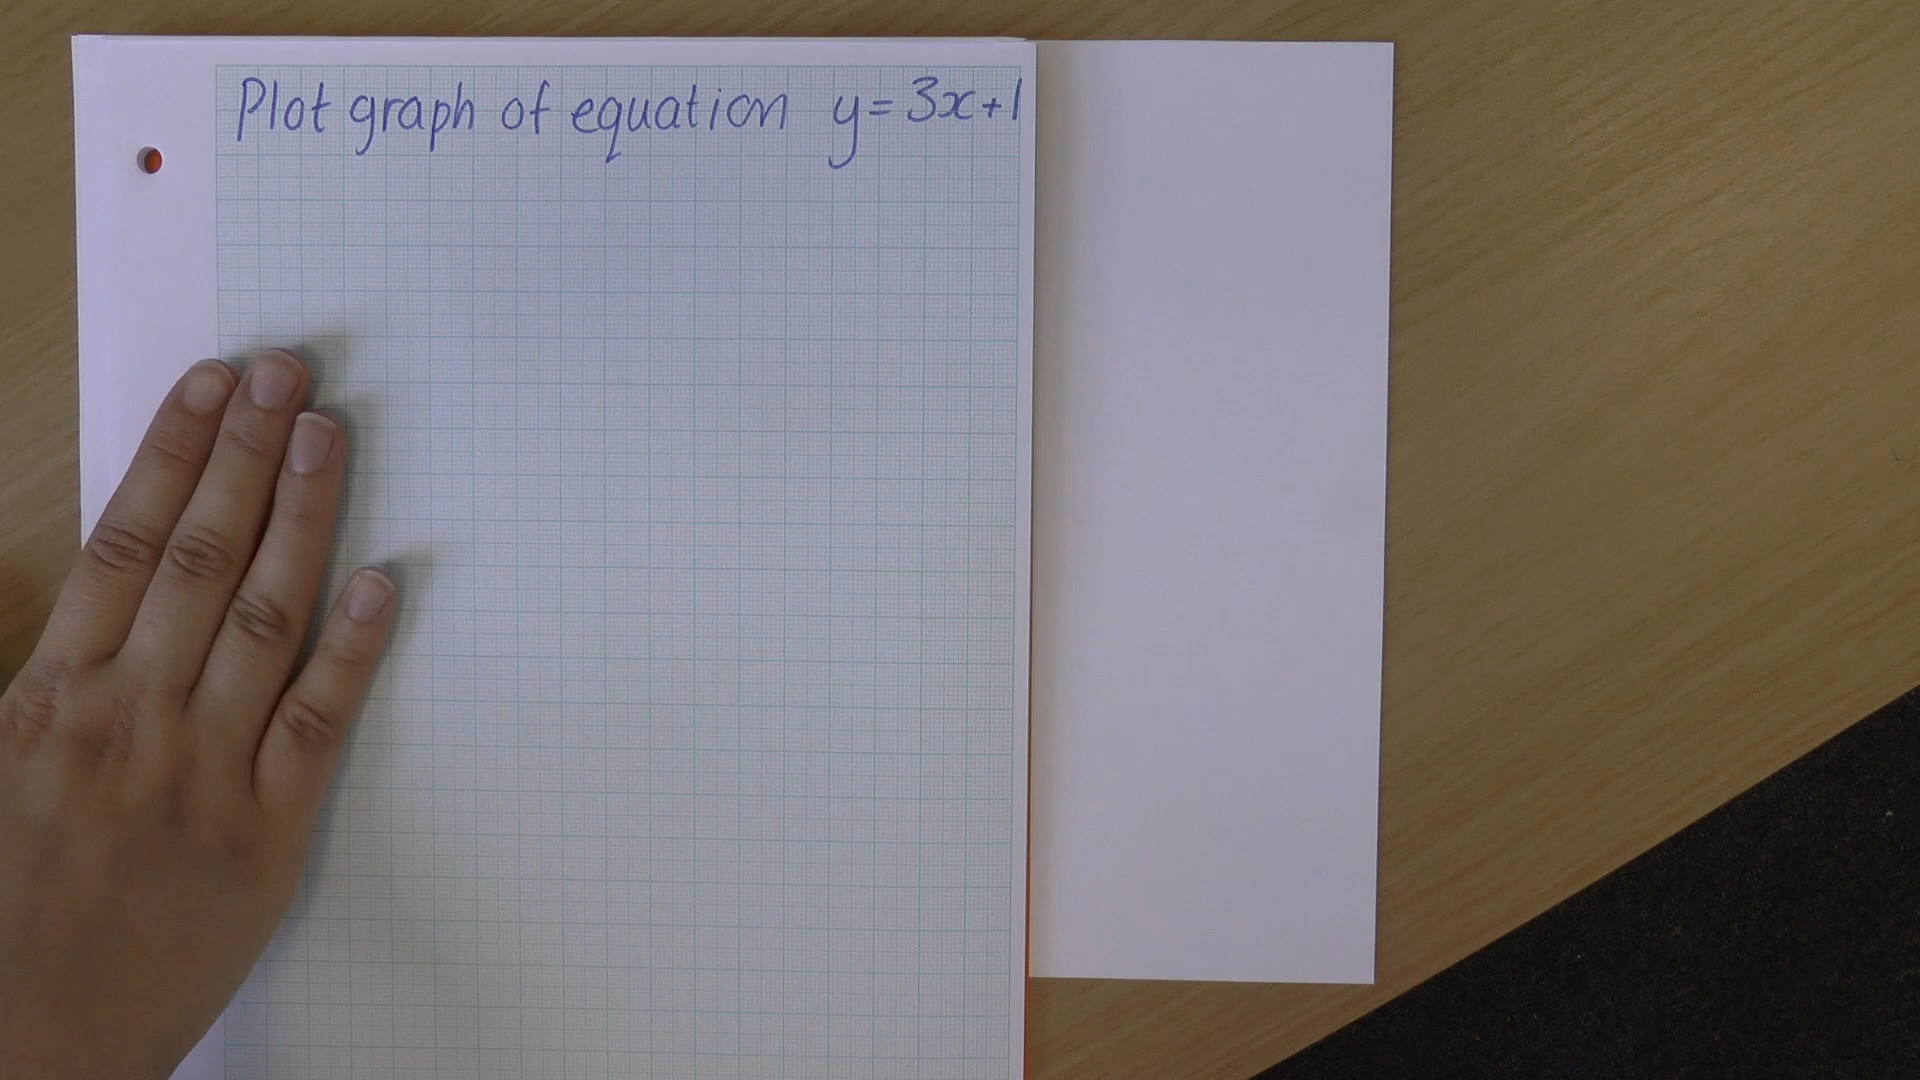 Plot graph of equation y = 3x + 1